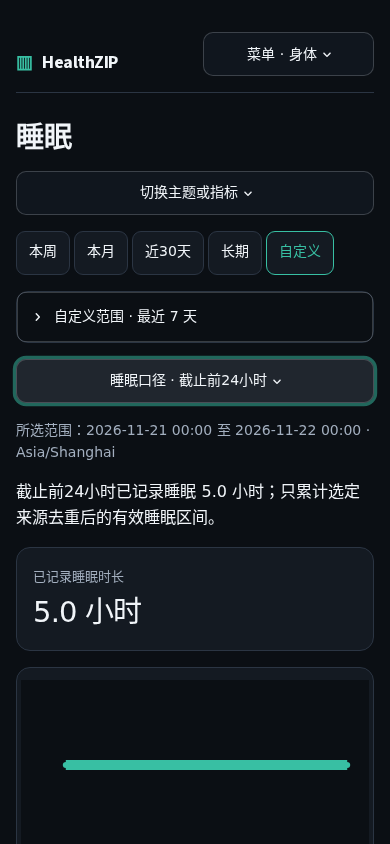 HealthZIP
菜单 · 身体
睡眠
切换主题或指标
本周
本月
近30天
长期
自定义
自定义范围 · 最近 7 天
睡眠口径 · 截止前24小时
所选范围：2026-11-21 00:00 至 2026-11-22 00:00 ·
Asia/Shanghai
截止前24小时已记录睡眠 5.0 小时；只累计选定
来源去重后的有效睡眠区间。
已记录睡眠时长
5.0 小时